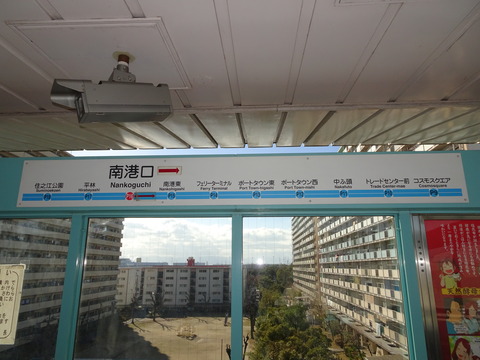 南港口
Nankoguchi
住之江公園 平林 南港東 フェリーターミナル ポートタウン東 ポートタウン西 中ふ頭 トレードセンター前 コスモスクエア
Suminoekoen Hirabayashi Nankohigashi Ferry Terminal Port Town-higashi Port Town-nishi Nakafuto Trade Center-mae Cosmosquare